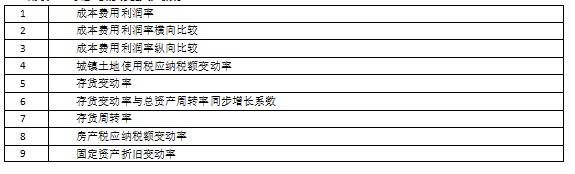 1 成本费用利润率
2 成本费用利润率横向比较
3 成本费用利润率纵向比较
4 城镇土地使用税应纳税额变动率
5 存货变动率
6 存货变动率与总资产周转率同步增长系数
7 存货周转率
8 房产税应纳税额变动率
9 固定资产折旧变动率